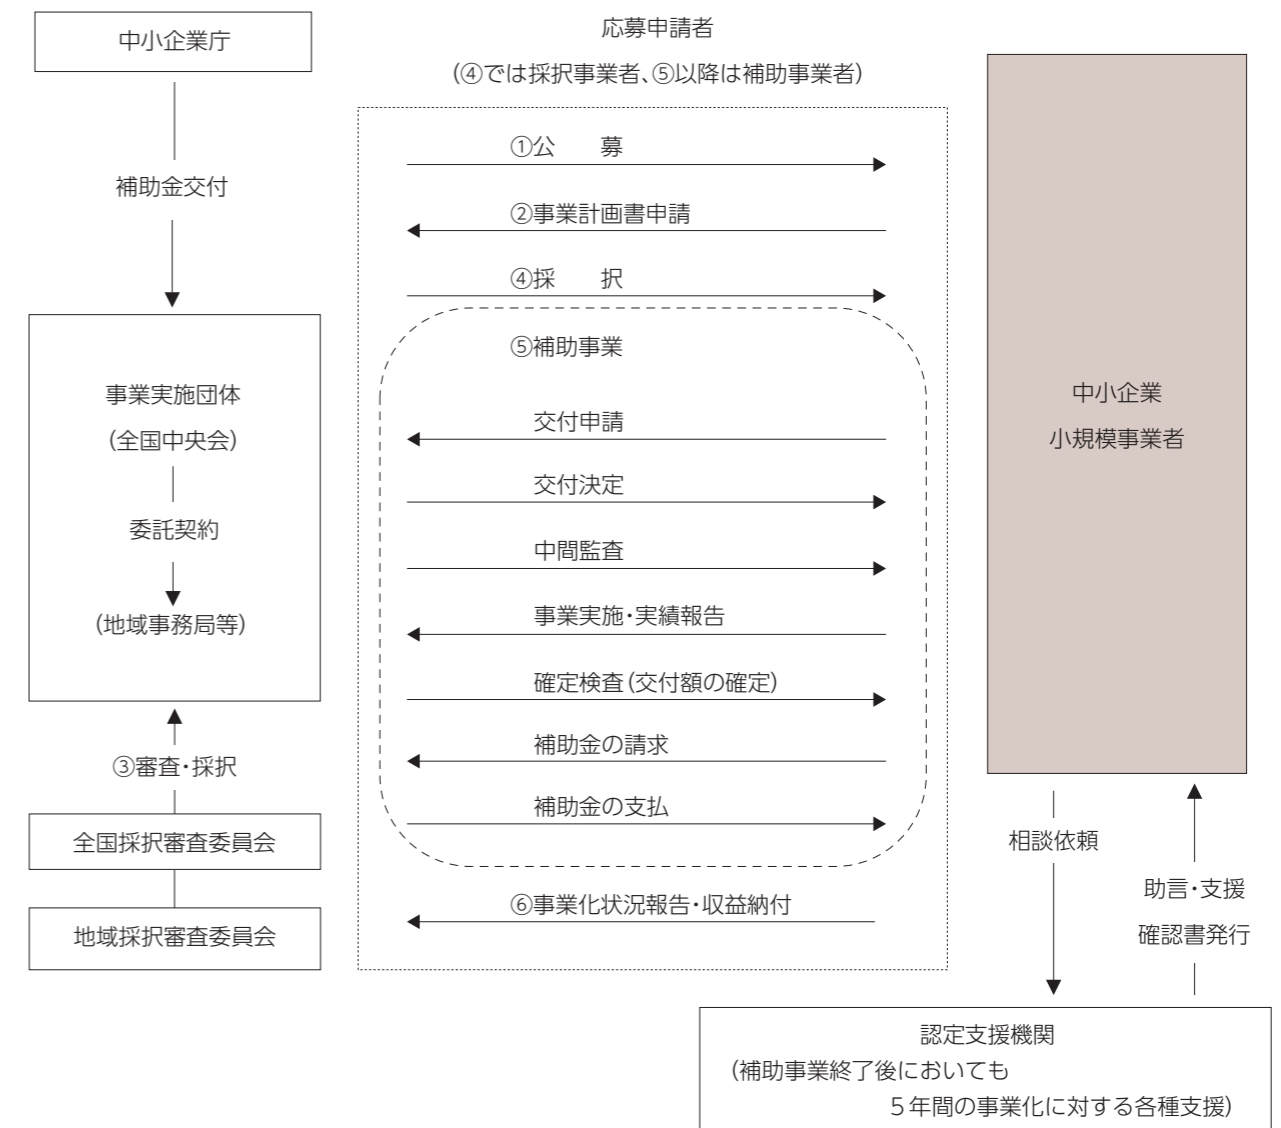 中小企業庁
補助金交付
事業実施団体
(全国中央会)
委託契約
(地域事務局等)
③審査・採択
全国採択審査委員会
地域採択審査委員会
応募申請者
(④では採択事業者、⑤以降は補助事業者)
①公　募
②事業計画書申請
④採　択
⑤補助事業
交付申請
交付決定
中間監査
事業実施・実績報告
確定検査(交付額の確定)
補助金の請求
補助金の支払
⑥事業化状況報告・収益納付
中小企業
小規模事業者
相談依頼
助言・支援
確認書発行
認定支援機関
(補助事業終了後においても
５年間の事業化に対する各種支援)